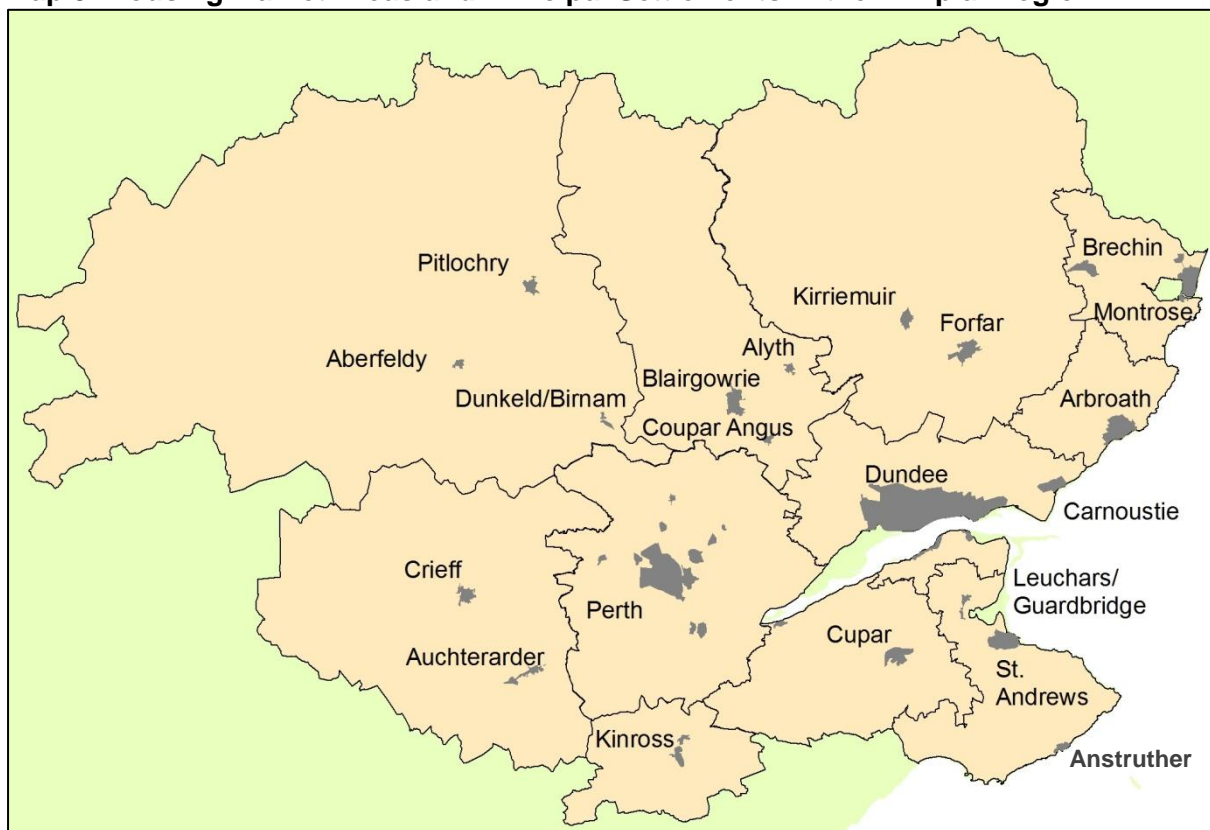 Pitlochry
Brechin
Kirriemuir
Montrose
Forfar
Aberfeldy
Alyth
Blairgowrie
Dunkeld/Birnam
Arbroath
Coupar Angus
Dundee
Carnoustie
Crieff
Leuchars/
Guardbridge
Perth
Cupar
Auchterarder
St.
Andrews
Kinross
Anstruther